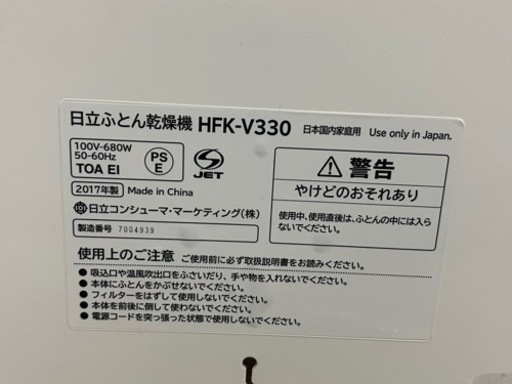 日立ふとん乾燥機 HFK-V330 日本国内家庭用 Use only in Japan.
100V-680W
50-60Hz
TOA EI
PS
E
JET
2017年製 Made in China
日立コンシューマ・マーケティング(株)
製造番号 7004939
警告
やけどのおそれあり
使用中、使用直後は、ふとんの中には入ら
ないでください。
使用上のご注意 ご使用前に必ず取扱説明書をお読みください。
●吸込口や温風吹出口をふさいだり、手や物を入れないでください。
●本体にふとんをかぶせないでください。
●フィルターをはずして使用しないでください。
●本体を前後に倒して使わないでください。
●電源コードを突っ張った状態で使用しないでください。